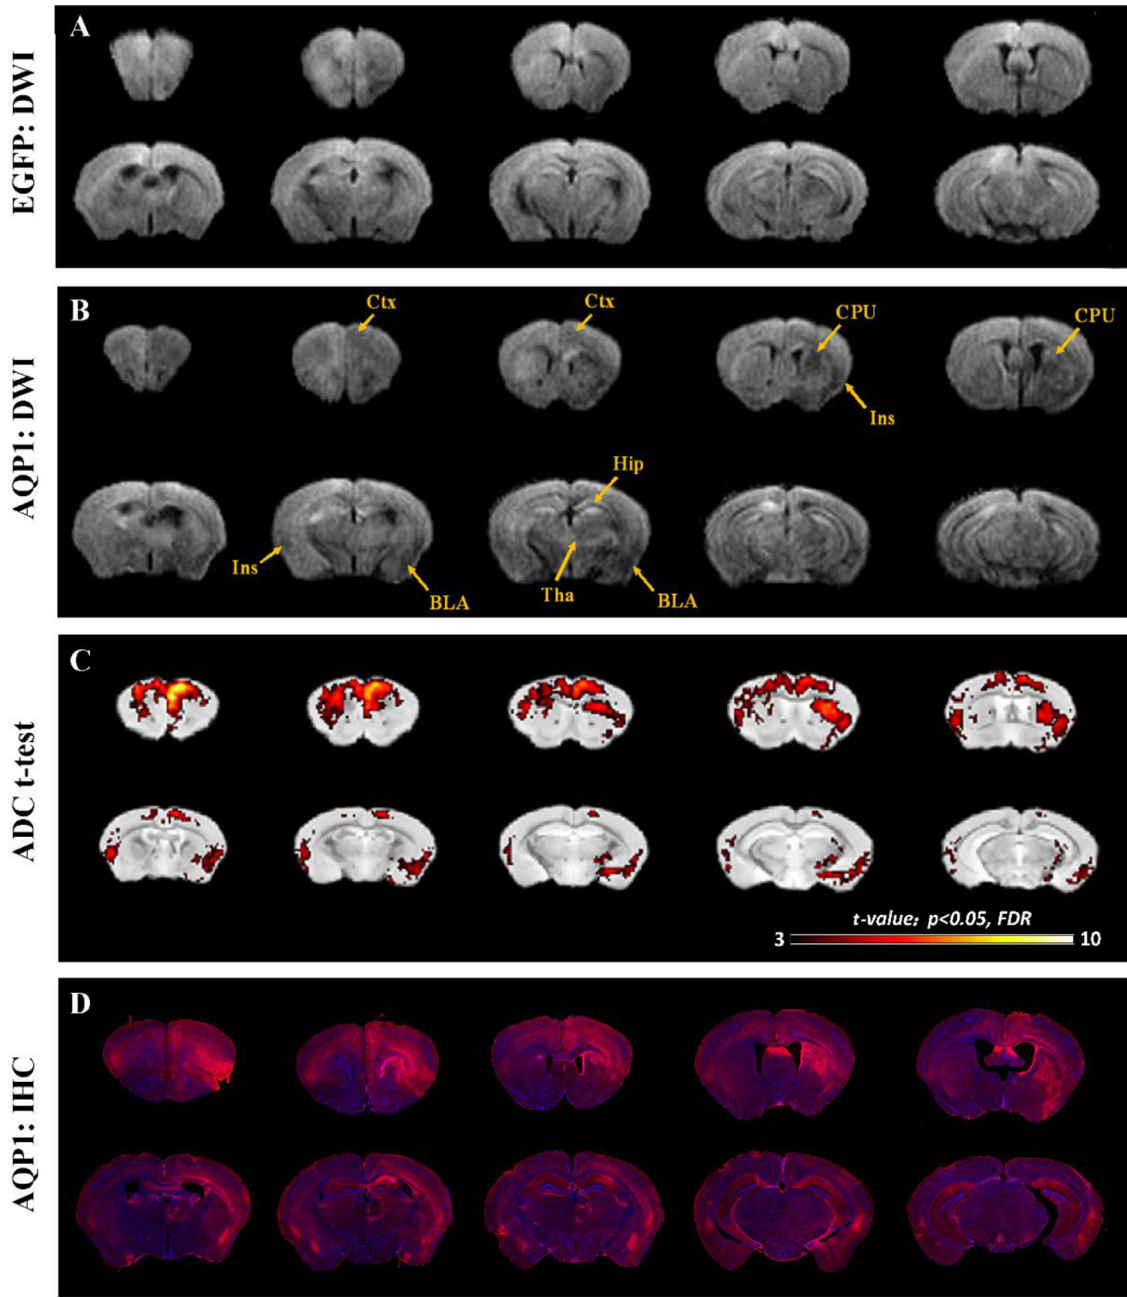 EGFP: DWI
A
AQP1: DWI
B
Ctx
Ctx
CPU
CPU
Ins
Hip
Ins
BLA
Tha
BLA
ADC t-test
C
t-value: p<0.05, FDR
3
10
AQP1: IHC
D